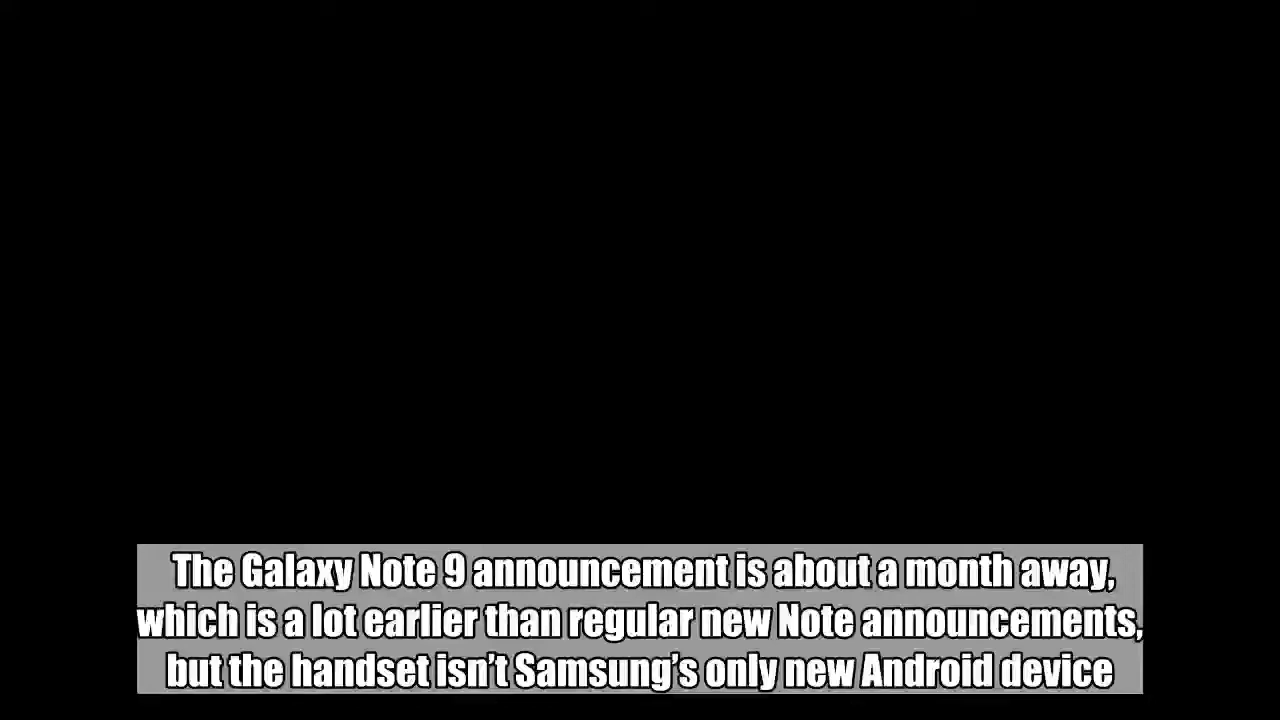 The Galaxy Note 9 announcement is about a month away,
which is a lot earlier than regular new Note announcements,
but the handset isn’t Samsung’s only new Android device